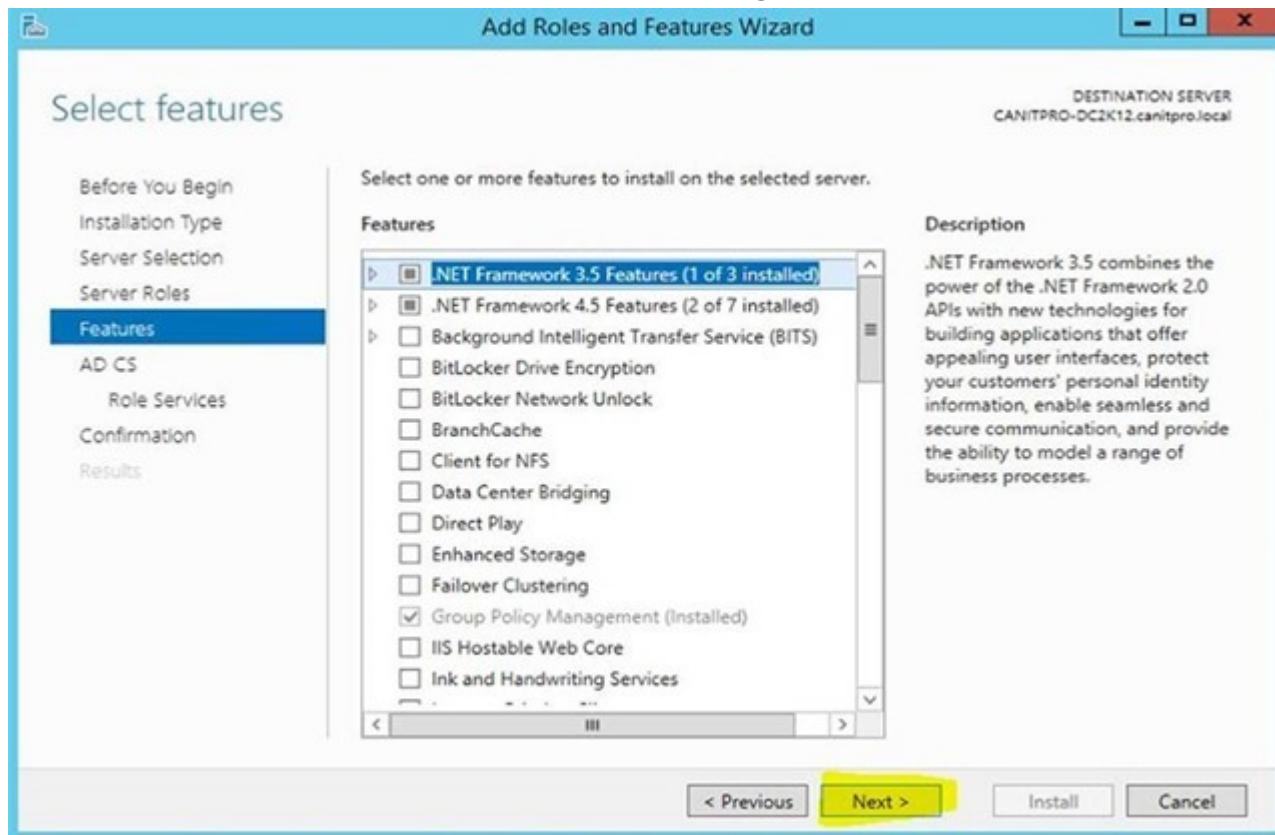 Add Roles and Features Wizard
Select features
DESTINATION SERVER
CANITPRO-DC2K12.canitpro.local
Before You Begin
Installation Type
Server Selection
Server Roles
Features
AD CS
Role Services
Confirmation
Results
Select one or more features to install on the selected server.
Features
.NET Framework 3.5 Features (1 of 3 installed)
.NET Framework 4.5 Features (2 of 7 installed)
Background Intelligent Transfer Service (BITS)
BitLocker Drive Encryption
BitLocker Network Unlock
BranchCache
Client for NFS
Data Center Bridging
Direct Play
Enhanced Storage
Failover Clustering
Group Policy Management (Installed)
IIS Hostable Web Core
Ink and Handwriting Services
Description
.NET Framework 3.5 combines the
power of the .NET Framework 2.0
APIs with new technologies for
building applications that offer
appealing user interfaces, protect
your customers' personal identity
information, enable seamless and
secure communication, and provide
the ability to model a range of
business processes.
< Previous
Next >
Install
Cancel